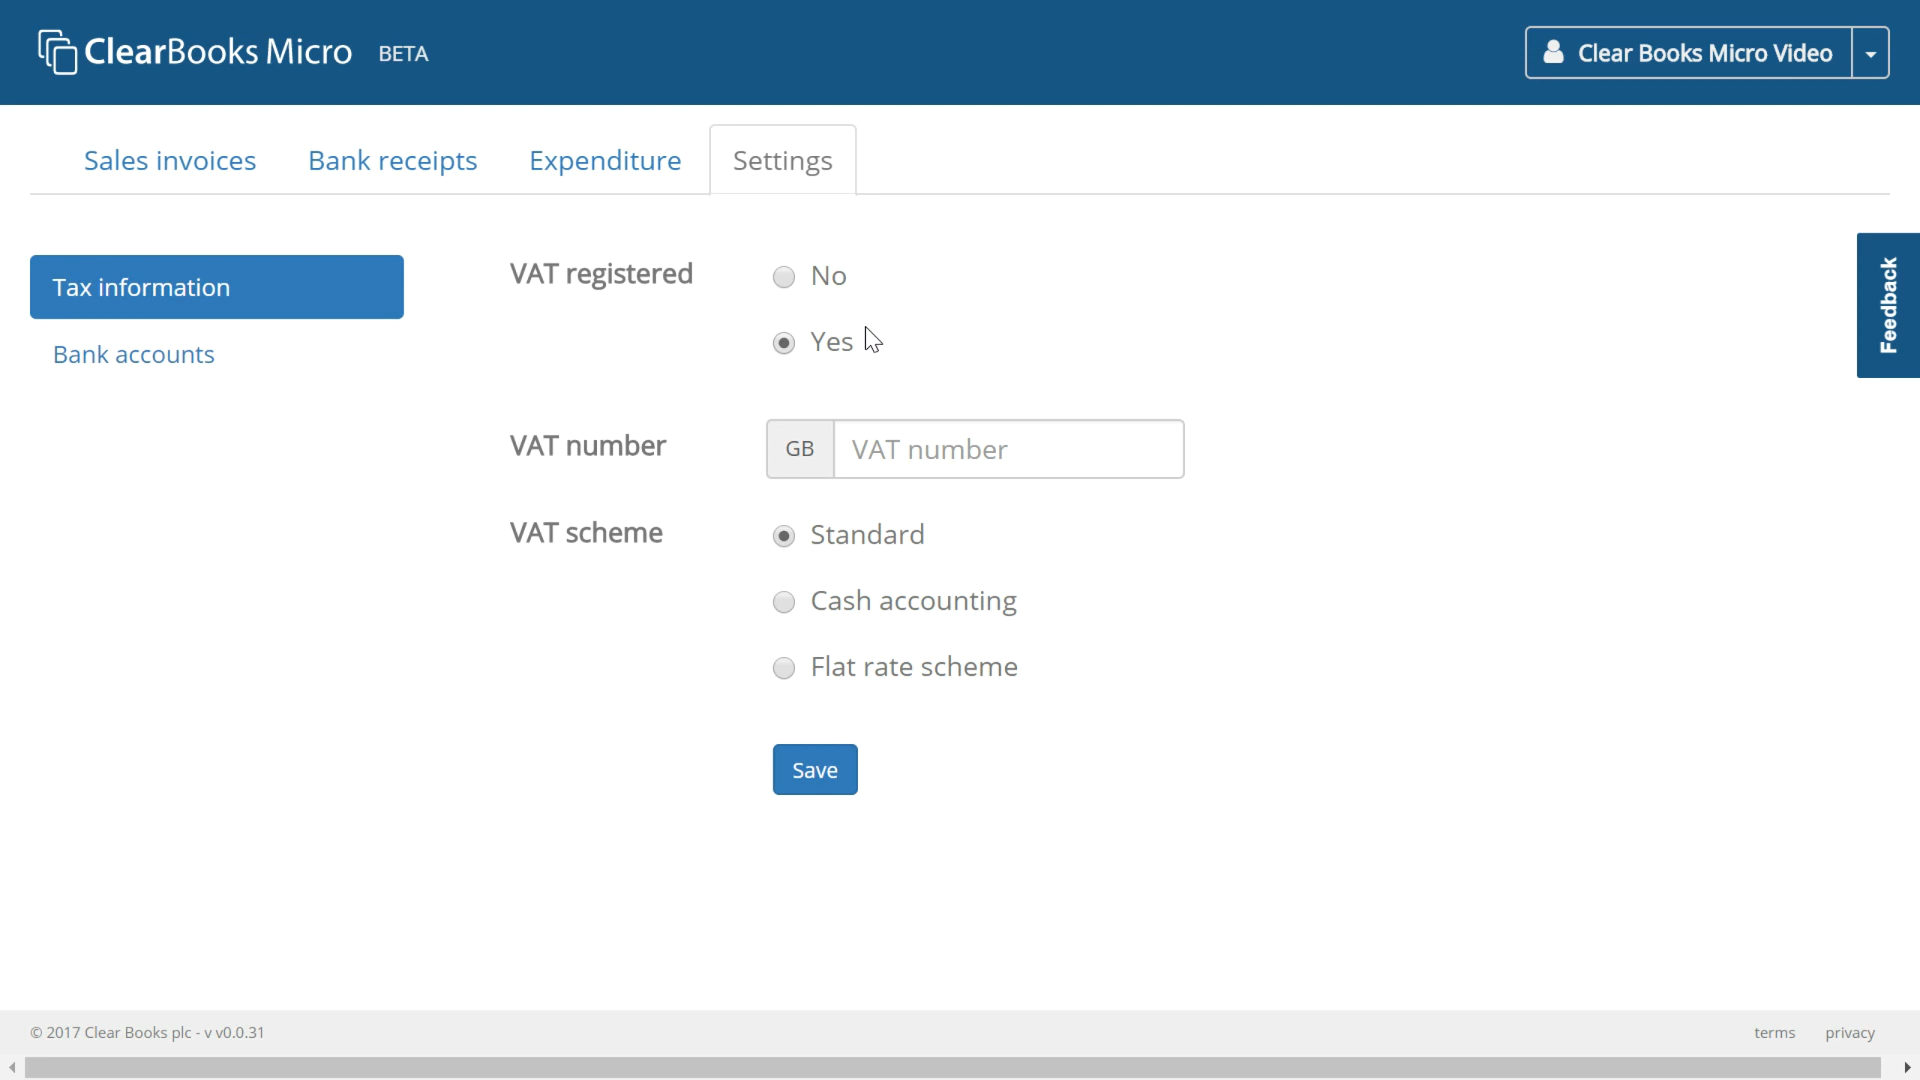 ClearBooks Micro BETA
Clear Books Micro Video
Sales invoices Bank receipts Expenditure Settings
Feedback
Tax information
Bank accounts
VAT registered
No
Yes
VAT number
GB VAT number
VAT scheme
Standard
Cash accounting
Flat rate scheme
Save
© 2017 Clear Books plc - v v0.0.31
terms privacy